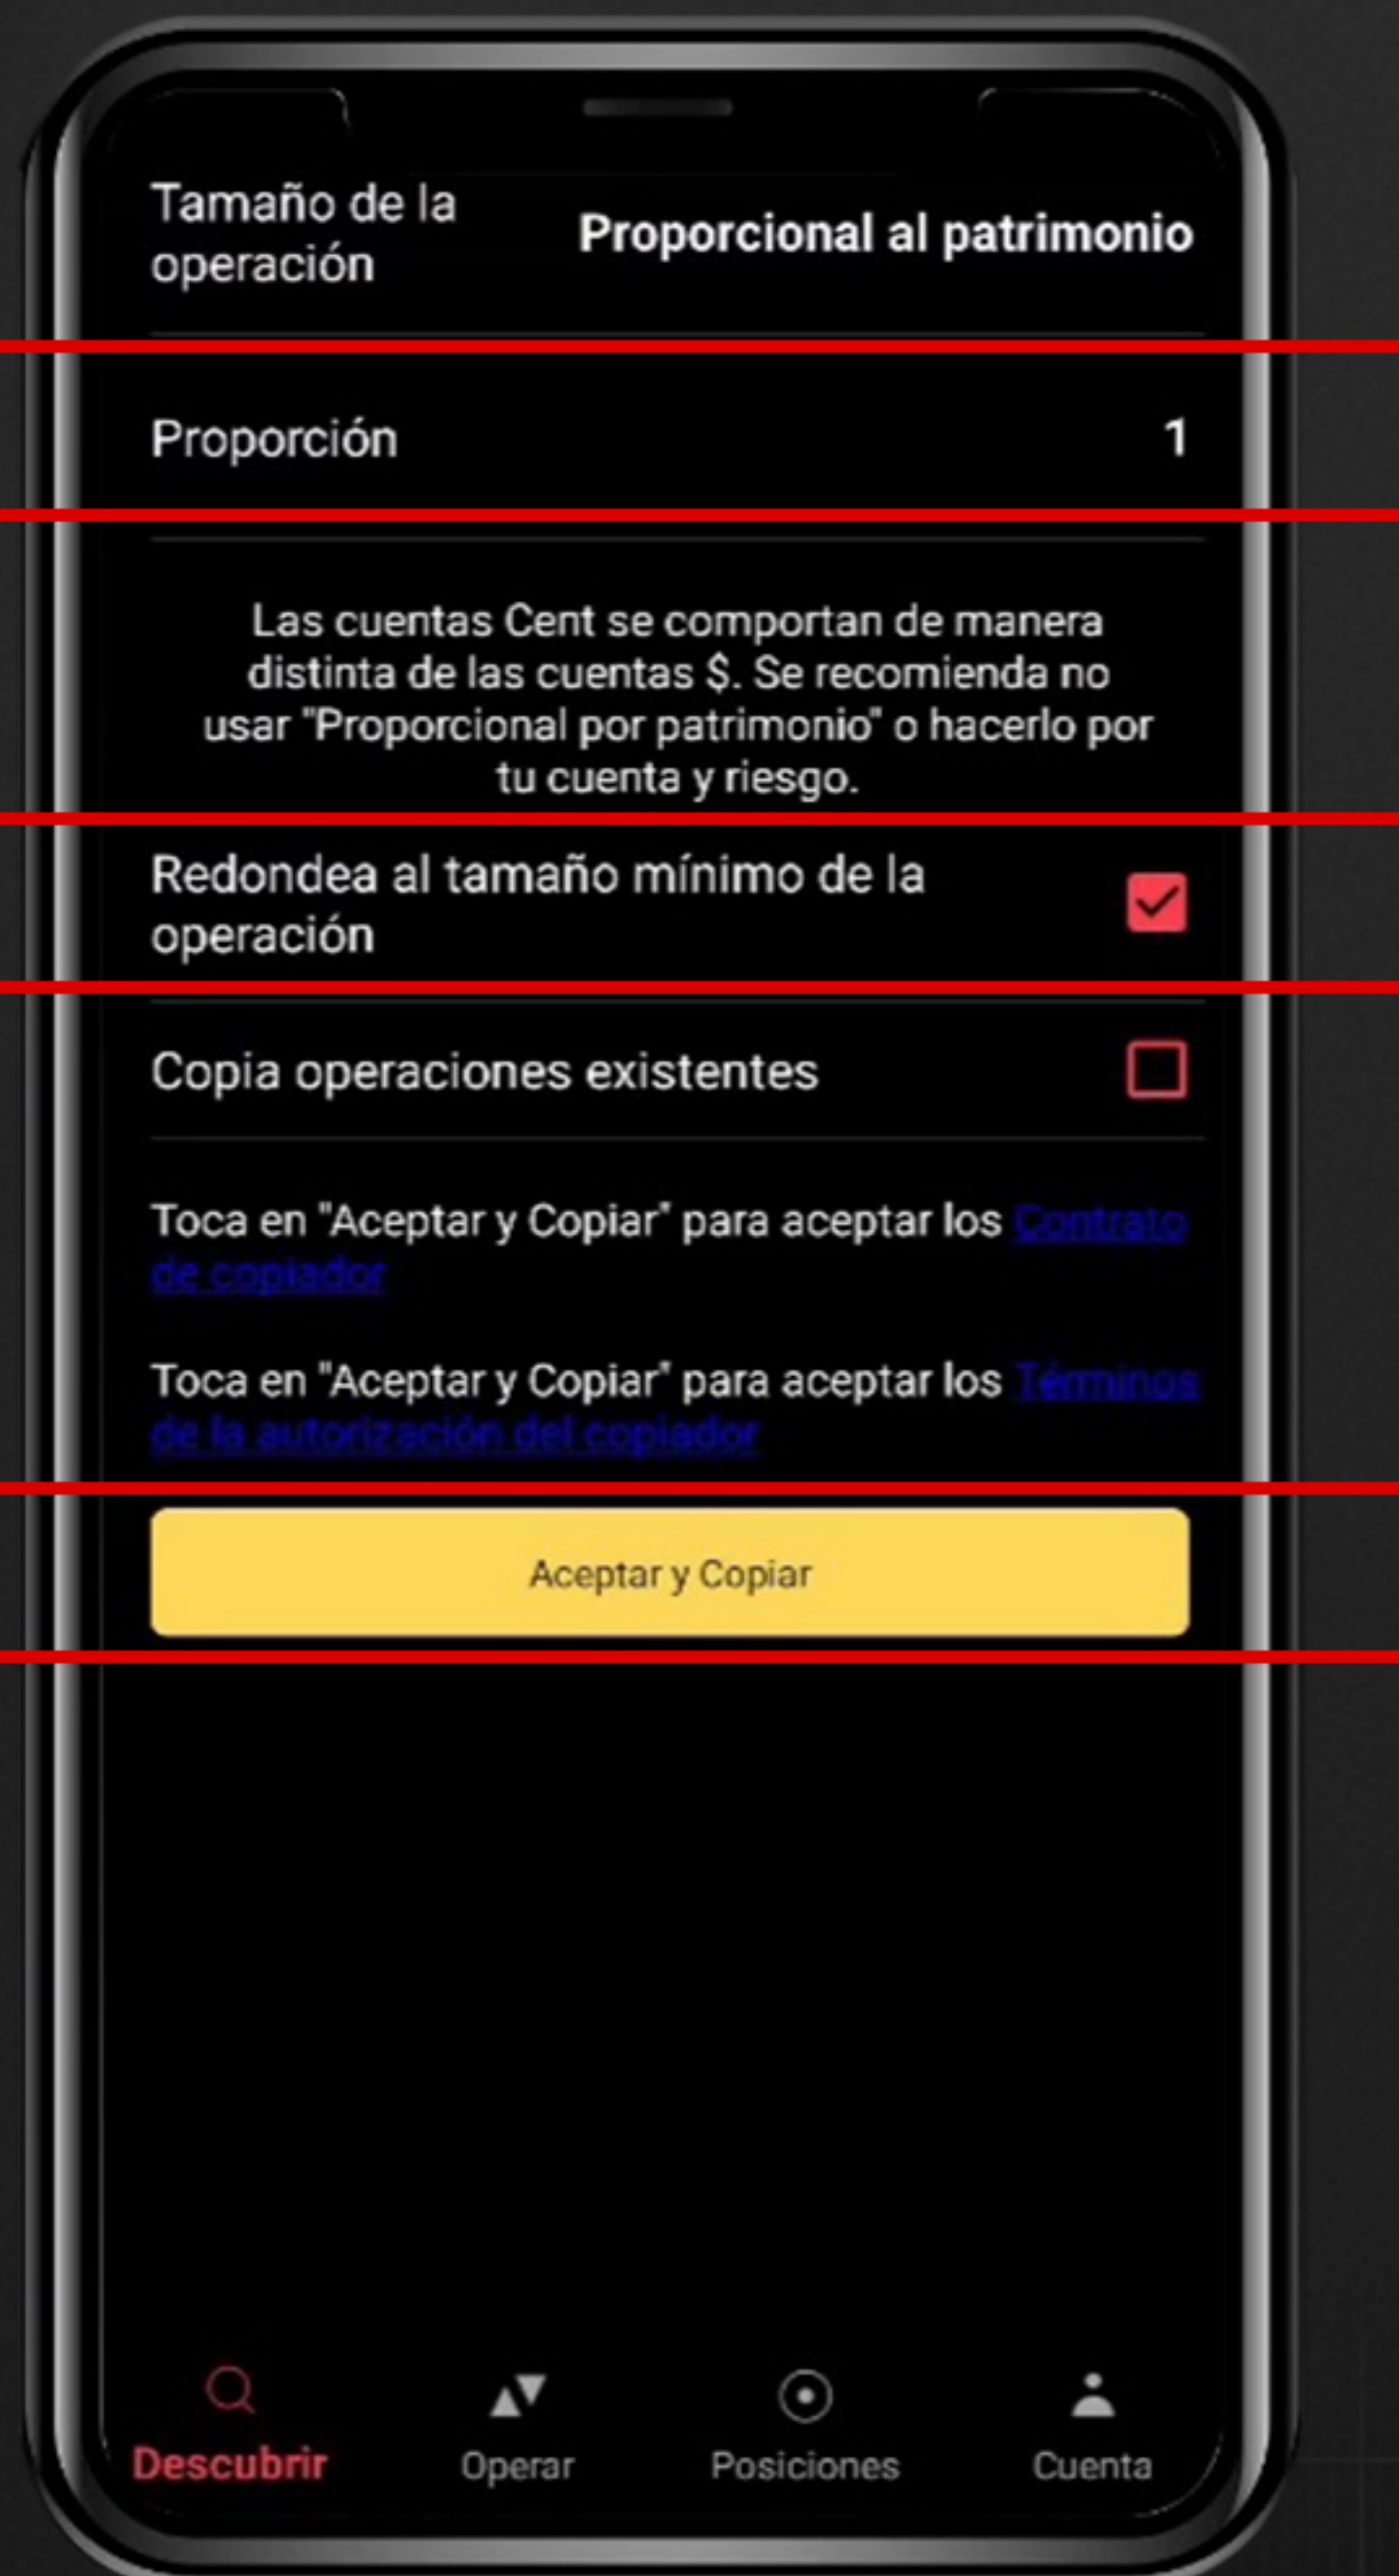 Tamaño de la
operación
Proporcional al patrimonio
Proporción
1
Las cuentas Cent se comportan de manera
distinta de las cuentas $. Se recomienda no
usar "Proporcional por patrimonio" o hacerlo por
tu cuenta y riesgo.
Redondea al tamaño mínimo de la
operación
Copia operaciones existentes
Toca en "Aceptar y Copiar" para aceptar los Contrato
de copiador
Toca en "Aceptar y Copiar" para aceptar los Términos
de la autorización del copiador
Aceptar y Copiar
Descubrir
Operar
Posiciones
Cuenta